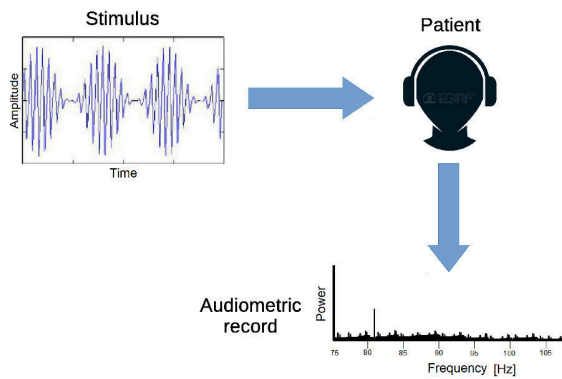 Stimulus
Amplitude
Time
Patient
Audiometric
record
Power
75 80 85 90 95 100 105
Frequency [Hz]